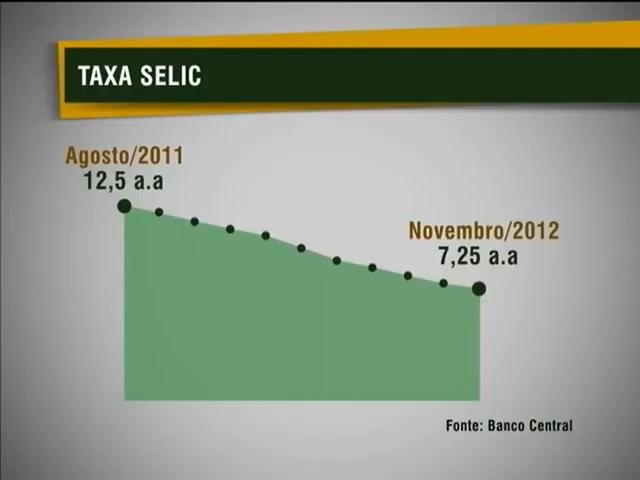 TAXA SELIC
Agosto/2011
12,5 a.a
Novembro/2012
7,25 a.a
Fonte: Banco Central